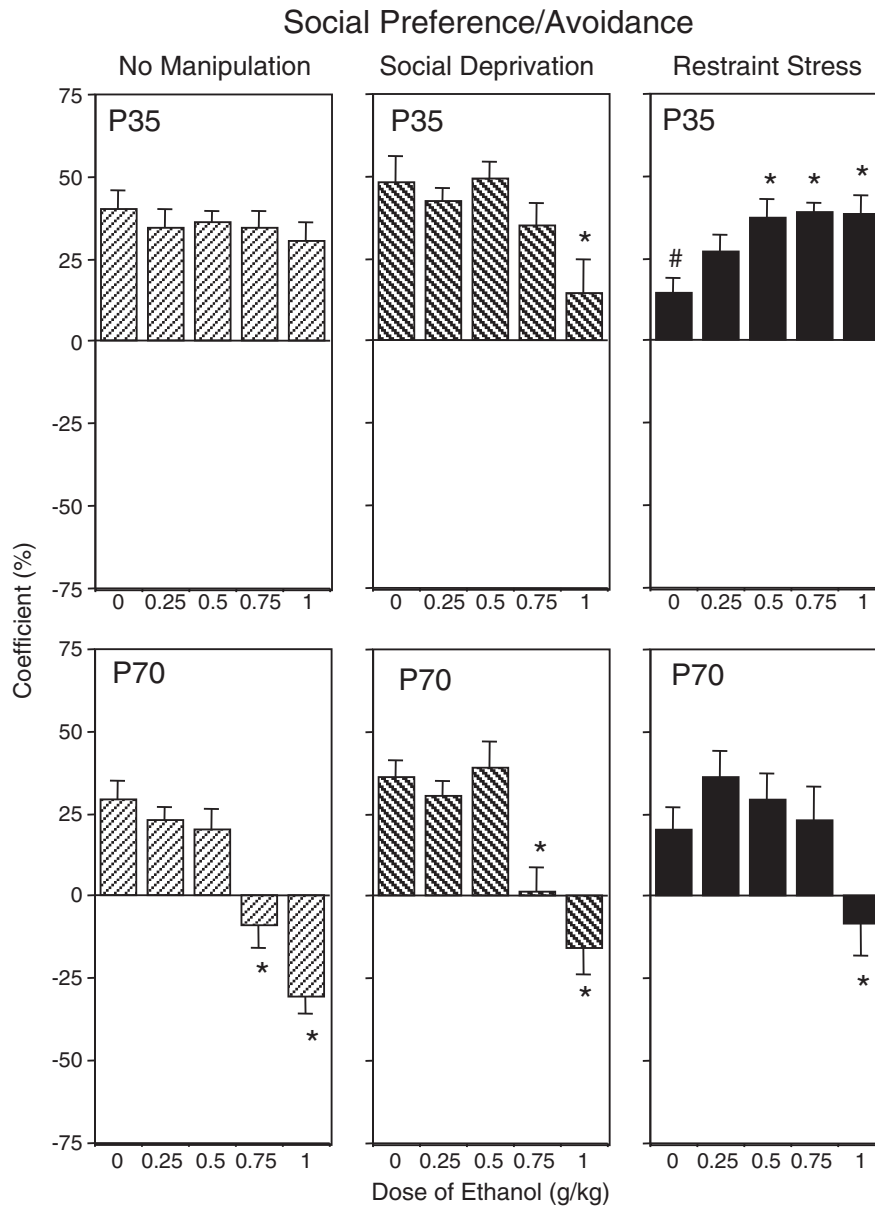 Social Preference/Avoidance
No Manipulation Social Deprivation Restraint Stress
75
50
25
0
-25
-50
-75
P35
P35
P35
*
#
*
*
*
0 0.25 0.5 0.75 1
0 0.25 0.5 0.75 1
0 0.25 0.5 0.75 1
Coefficient (%)
75
50
25
0
-25
-50
-75
P70
P70
P70
*
*
*
*
*
0 0.25 0.5 0.75 1
0 0.25 0.5 0.75 1
0 0.25 0.5 0.75 1
Dose of Ethanol (g/kg)